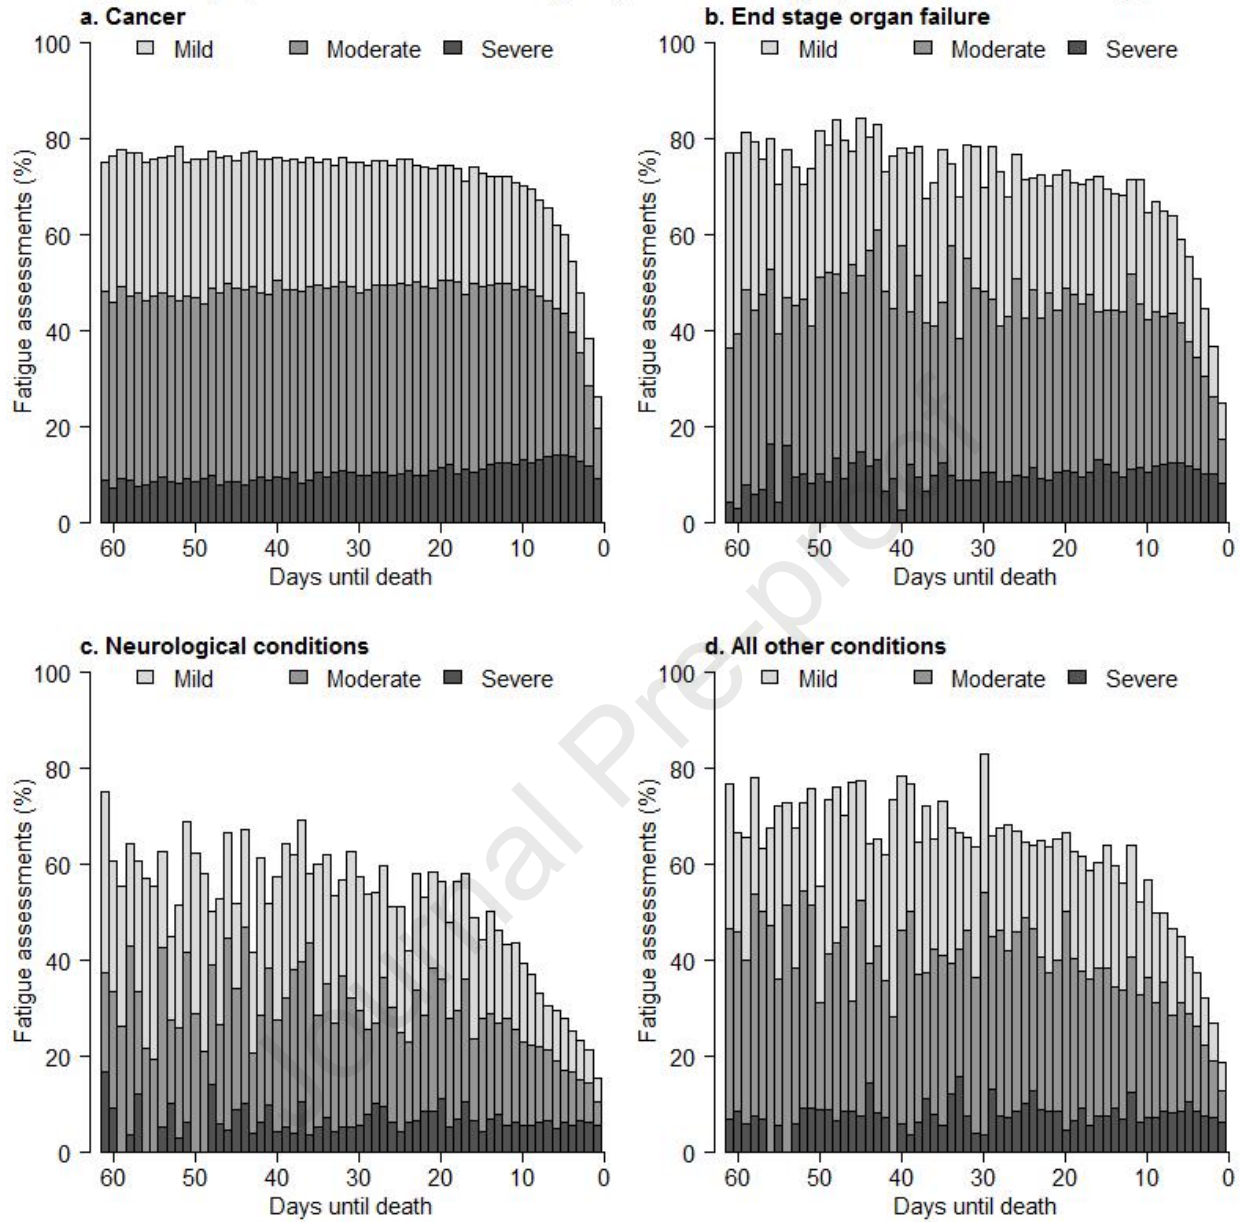 a. Cancer
Mild Moderate Severe
100
80
60
40
20
0
Fatigue assessments (%)
60 50 40 30 20 10 0
Days until death
b. End stage organ failure
Mild Moderate Severe
100
80
60
40
20
0
Fatigue assessments (%)
60 50 40 30 20 10 0
Days until death
c. Neurological conditions
Mild Moderate Severe
100
80
60
40
20
0
Fatigue assessments (%)
60 50 40 30 20 10 0
Days until death
d. All other conditions
Mild Moderate Severe
100
80
60
40
20
0
Fatigue assessments (%)
60 50 40 30 20 10 0
Days until death
Journal Pre-proof